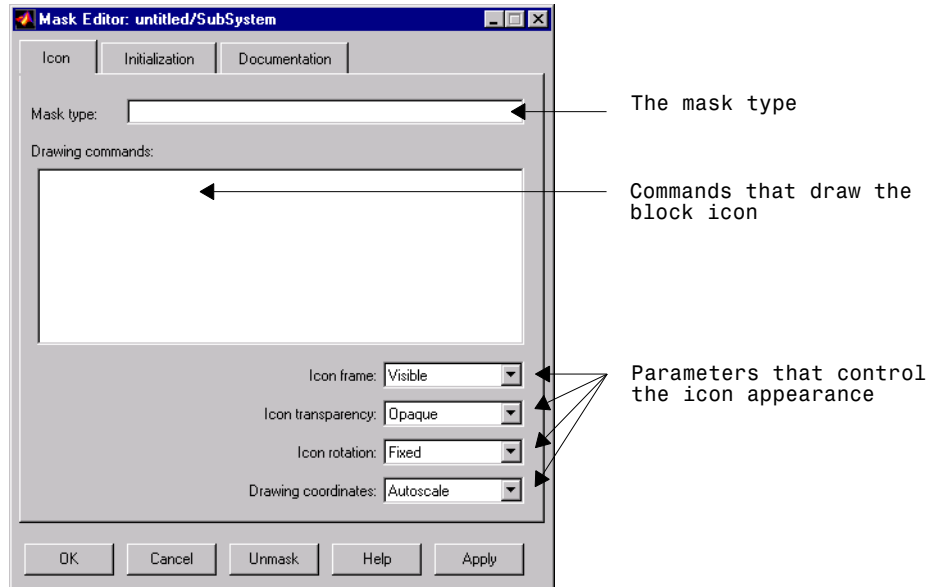 Mask Editor: untitled/SubSystem
Icon Initialization Documentation
Mask type:
The mask type
Drawing commands:
Commands that draw the
block icon
Icon frame: Visible
Icon transparency: Opaque
Icon rotation: Fixed
Drawing coordinates: Autoscale
Parameters that control
the icon appearance
OK Cancel Unmask Help Apply